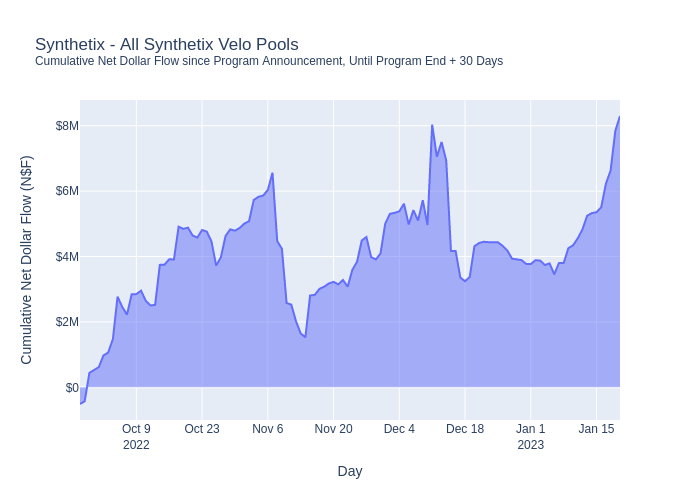 Synthetix - All Synthetix Velo Pools
Cumulative Net Dollar Flow since Program Announcement, Until Program End + 30 Days
Cumulative Net Dollar Flow (N$F)
$8M
$6M
$4M
$2M
$0
Oct 9 Oct 23 Nov 6 Nov 20 Dec 4 Dec 18 Jan 1 Jan 15
2022 2023
Day